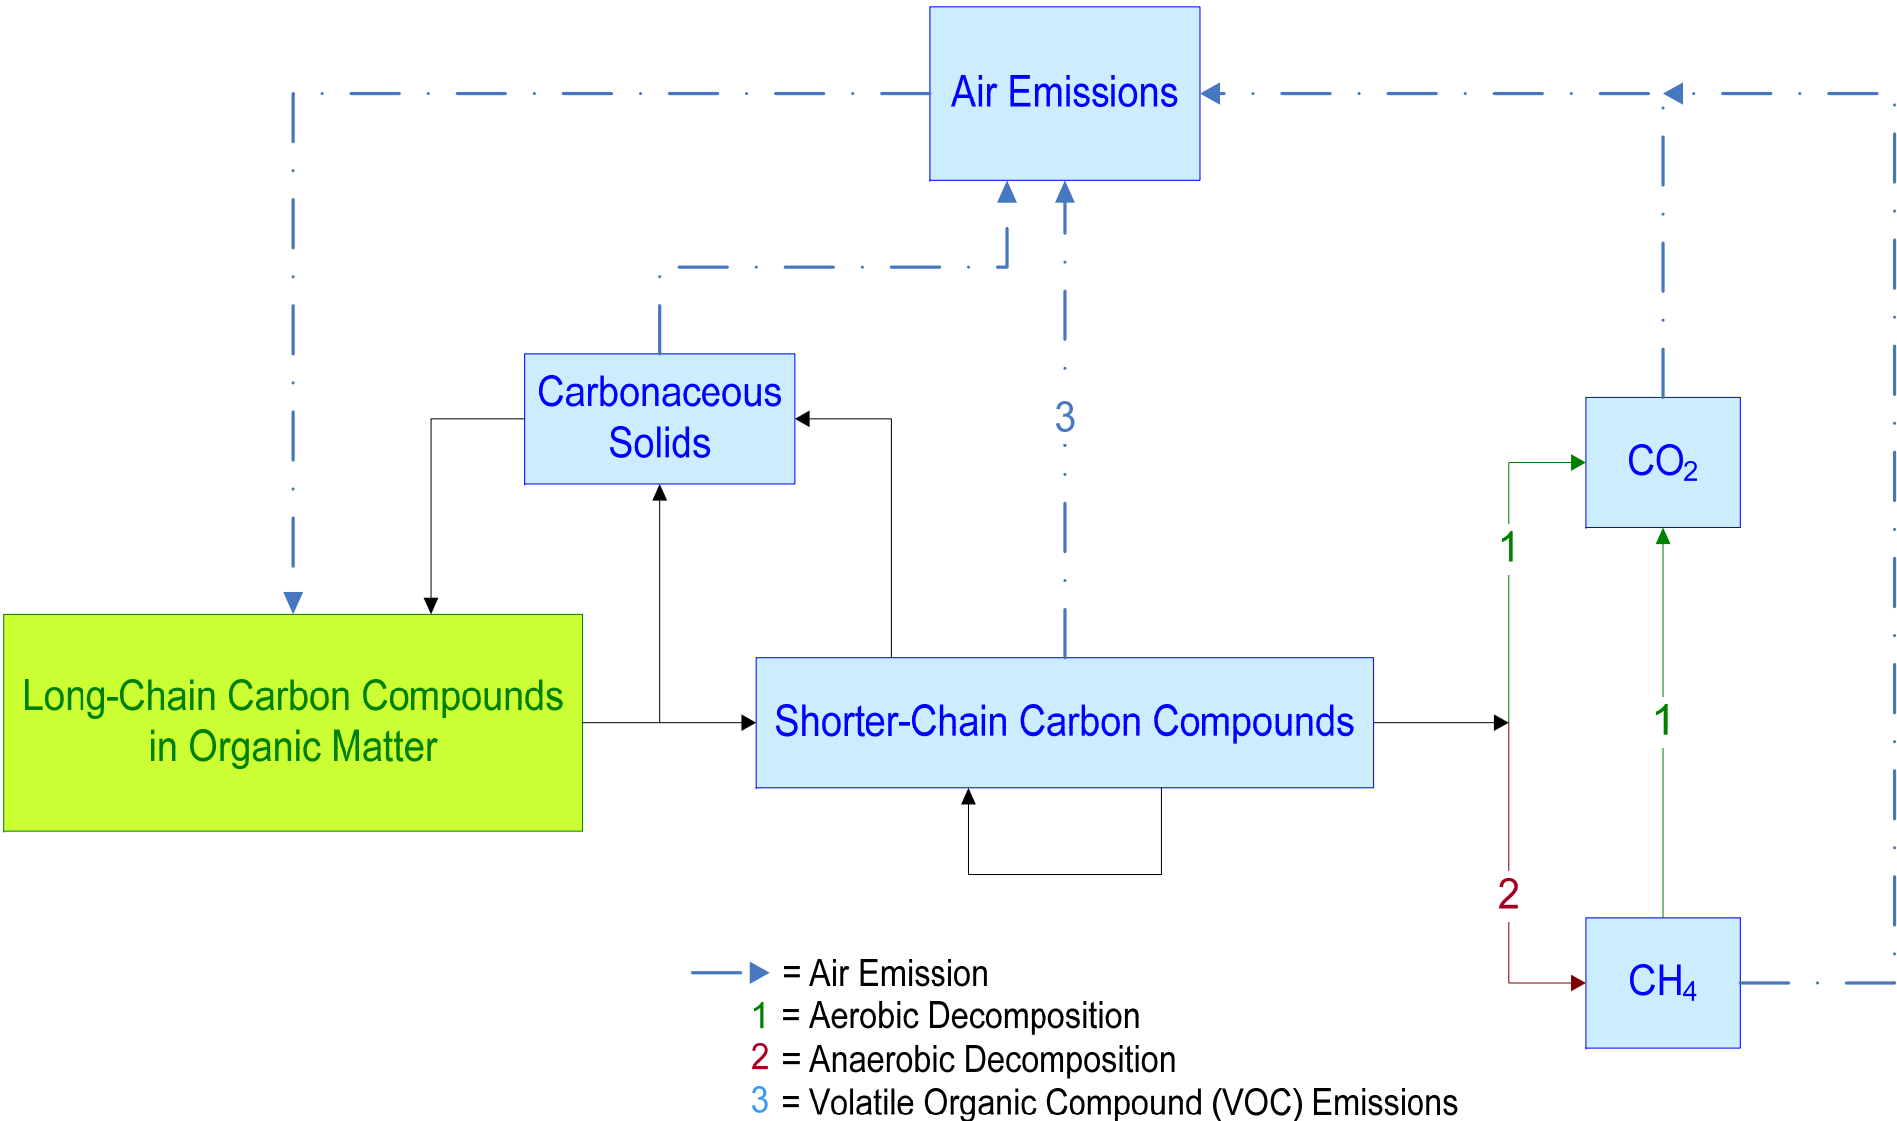 Air Emissions
Carbonaceous
Solids
3
CO₂
1
1
Long-Chain Carbon Compounds
in Organic Matter
Shorter-Chain Carbon Compounds
2
CH₄
= Air Emission
1 = Aerobic Decomposition
2 = Anaerobic Decomposition
3 = Volatile Organic Compound (VOC) Emissions